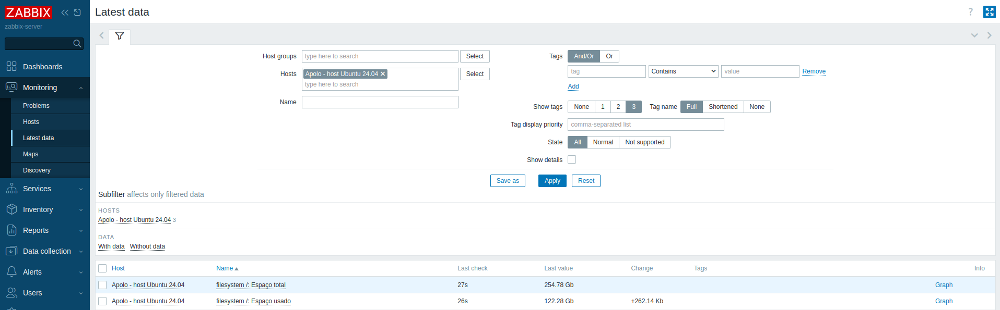 ZABBIX
zabbix-server
Dashboards
Monitoring
Problems
Hosts
Latest data
Maps
Discovery
Services
Inventory
Reports
Data collection
Alerts
Users
Latest data
?
Host groups type here to search Select
Hosts Apolo - host Ubuntu 24.04 Select
type here to search
Name
Tags And/Or Or
tag Contains value Remove
Add
Show tags None 1 2 3 Tag name Full Shortened None
Tag display priority comma-separated list
State All Normal Not supported
Show details
Save as Apply Reset
Subfilter affects only filtered data
HOSTS
Apolo - host Ubuntu 24.04 3
DATA
With data Without data
Host Name Last check Last value Change Tags Info
Apolo - host Ubuntu 24.04 filesystem /: Espaço total 27s 254.78 Gb Graph
Apolo - host Ubuntu 24.04 filesystem /: Espaço usado 26s 122.28 Gb +262.14 Kb Graph